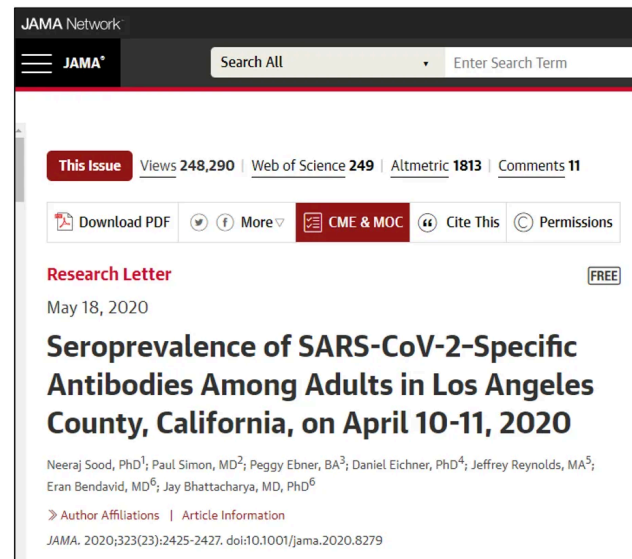 JAMA Network
JAMA® Search All Enter Search Term
This Issue Views 248,290 | Web of Science 249 | Altmetric 1813 | Comments 11
Download PDF More CME & MOC Cite This Permissions
Research Letter FREE
May 18, 2020
Seroprevalence of SARS-CoV-2–Specific
Antibodies Among Adults in Los Angeles
County, California, on April 10-11, 2020
Neeraj Sood, PhD1; Paul Simon, MD2; Peggy Ebner, BA3; Daniel Eichner, PhD4; Jeffrey Reynolds, MA5;
Eran Bendavid, MD6; Jay Bhattacharya, MD, PhD6
» Author Affiliations | Article Information
JAMA. 2020;323(23):2425-2427. doi:10.1001/jama.2020.8279